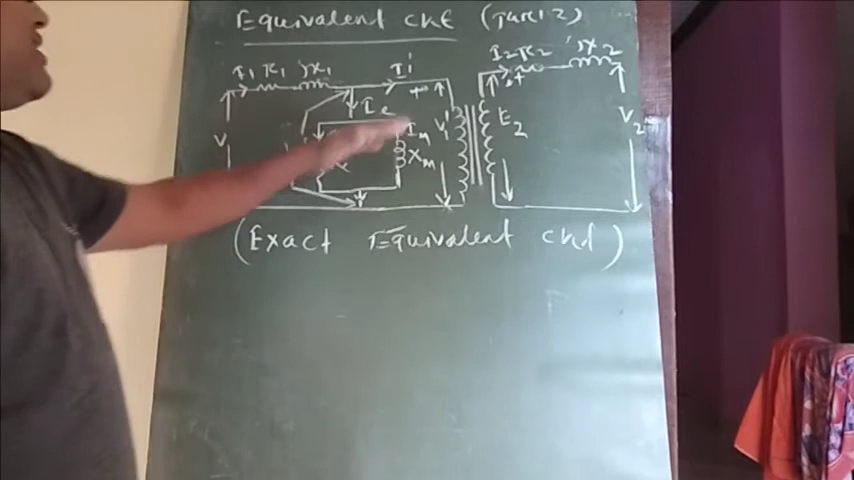 Equivalent ckt (Part 2)
I2 R2 jX2
I1 R1 jX1 I1'
Ie
V Im V1' E2 V2
Xm
(Exact Equivalent ckt)